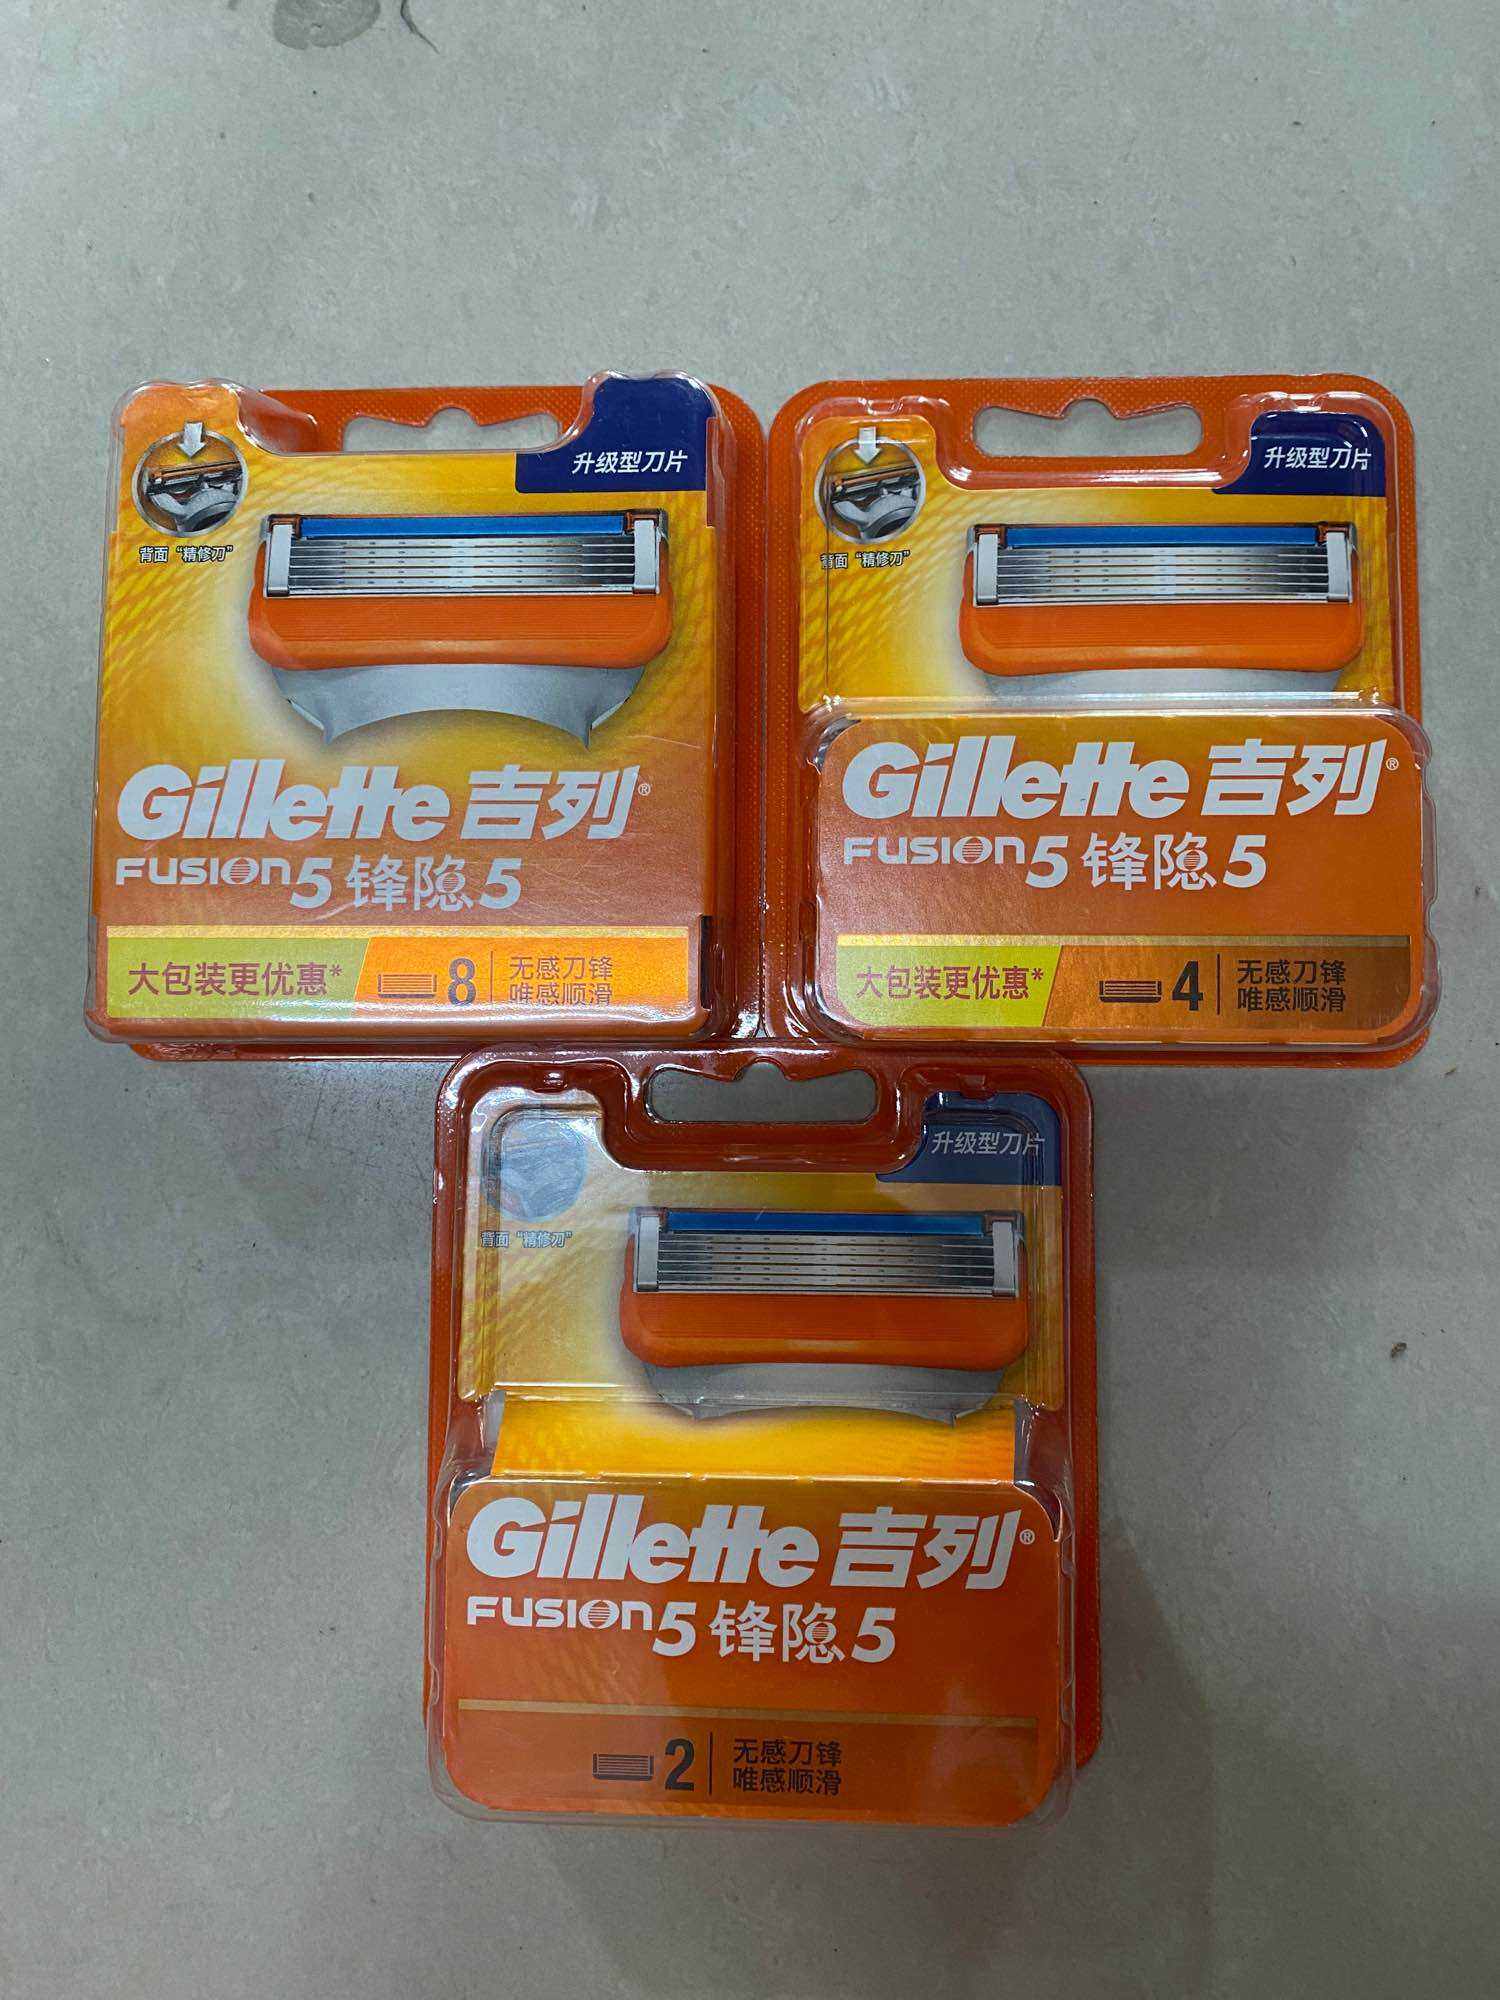 升级型刀片
背面“精修刀”
Gillette 吉列®
FUSION5 锋隐5
大包装更优惠* 8 无感刀锋
唯感顺滑
升级型刀片
背面“精修刀”
Gillette 吉列®
FUSION5 锋隐5
大包装更优惠* 4 无感刀锋
唯感顺滑
升级型刀片
背面“精修刀”
Gillette 吉列®
FUSION5 锋隐5
2 无感刀锋
唯感顺滑